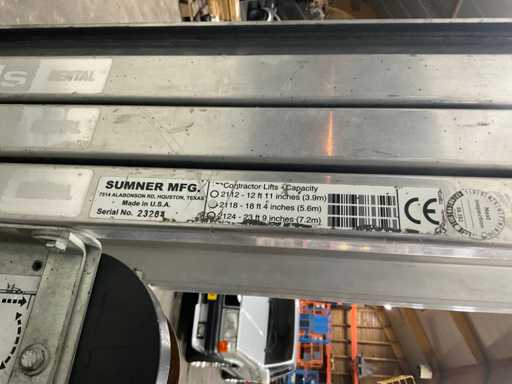 RENTAL
SUMNER MFG.
7514 ALABONSON RD, HOUSTON, TEXAS
Made in U.S.A.
Serial No.
Contractor Lifts - Capacity
2112 - 12 ft 11 inches (3.9m)
2118 - 18 ft 4 inches (5.6m)
2124 - 23 ft 9 inches (7.2m)
CE